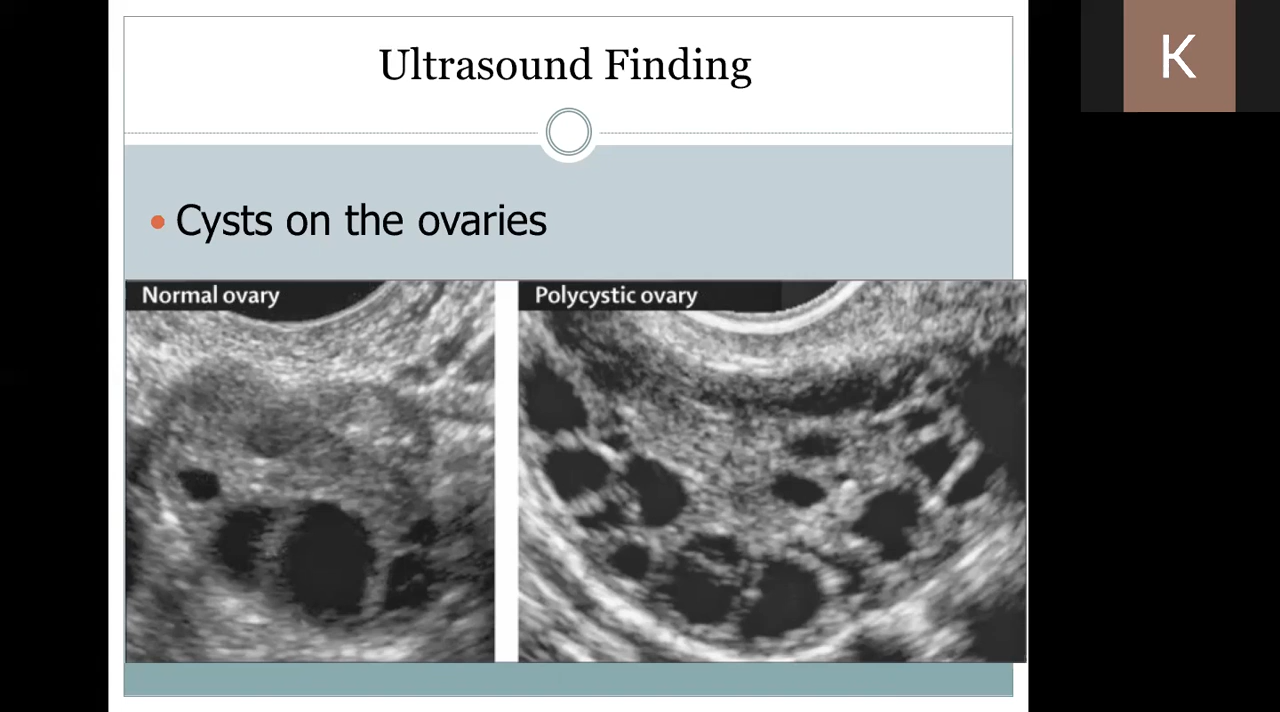 Ultrasound Finding
K
• Cysts on the ovaries
Normal ovary
Polycystic ovary